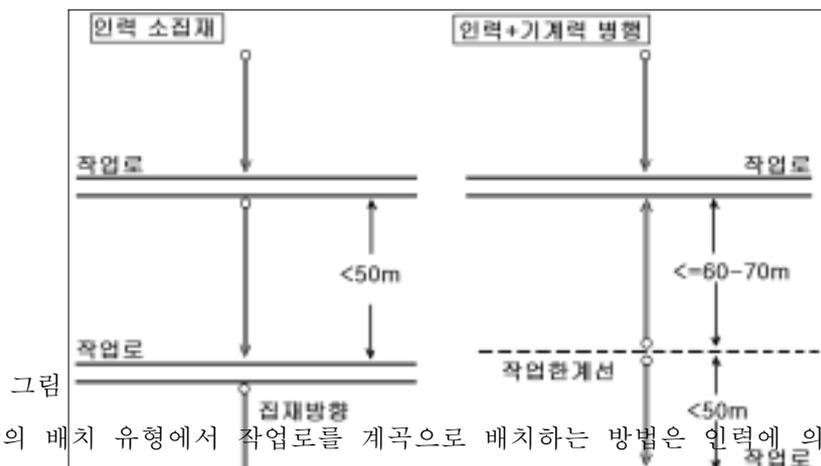 인력 소집재
인력+기계력 병행
작업로
작업로
<50m
<=60-70m
작업로
작업한계선
그림
집재방향
<50m
의 배치 유형에서 작업로를 계곡으로 배치하는 방법은 인력에 의
작업로